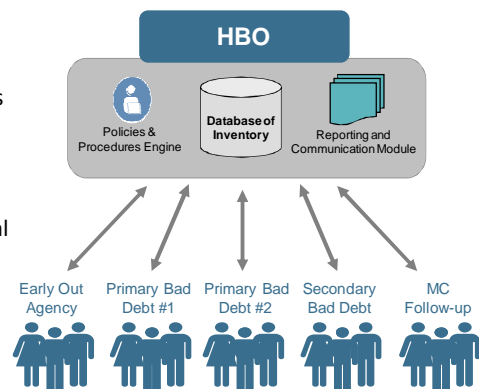 HBO
s
Policies &
Procedures Engine
Database of
Inventory
Reporting and
Communication Module
al
Early Out
Agency
Primary Bad
Debt #1
Primary Bad
Debt #2
Secondary
Bad Debt
MC
Follow-up